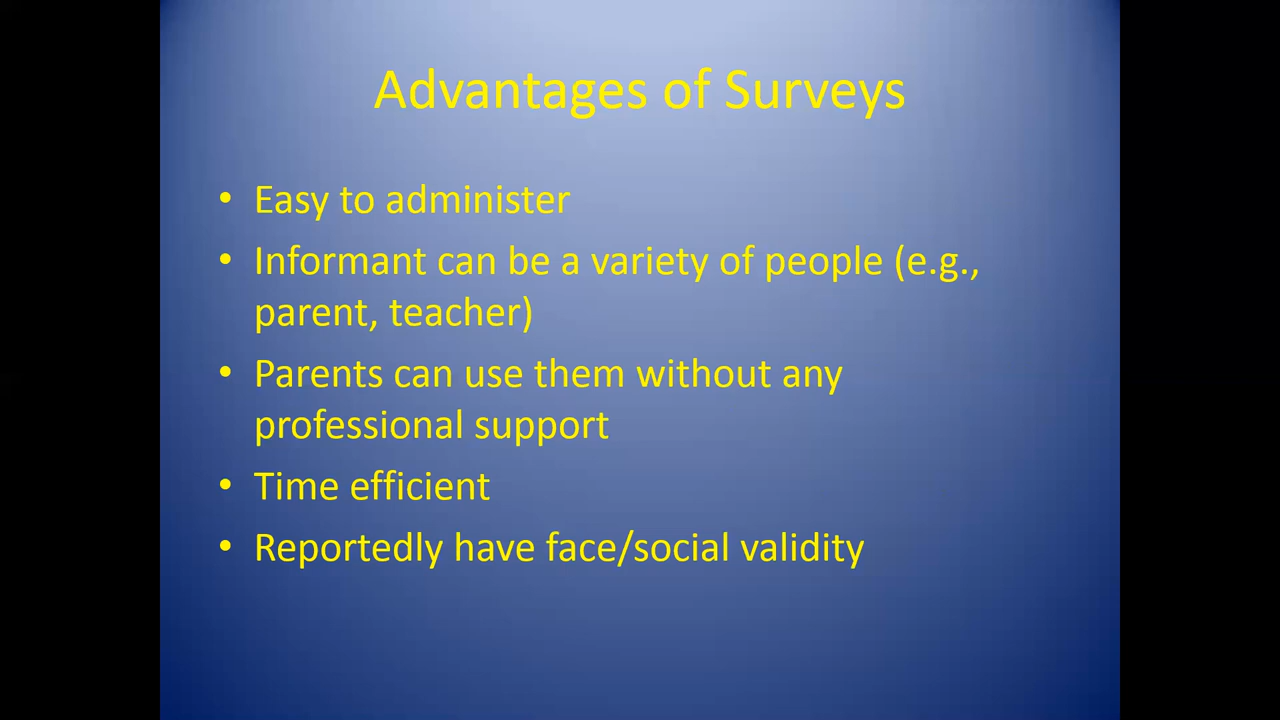 Advantages of Surveys
• Easy to administer
• Informant can be a variety of people (e.g.,
parent, teacher)
• Parents can use them without any
professional support
• Time efficient
• Reportedly have face/social validity